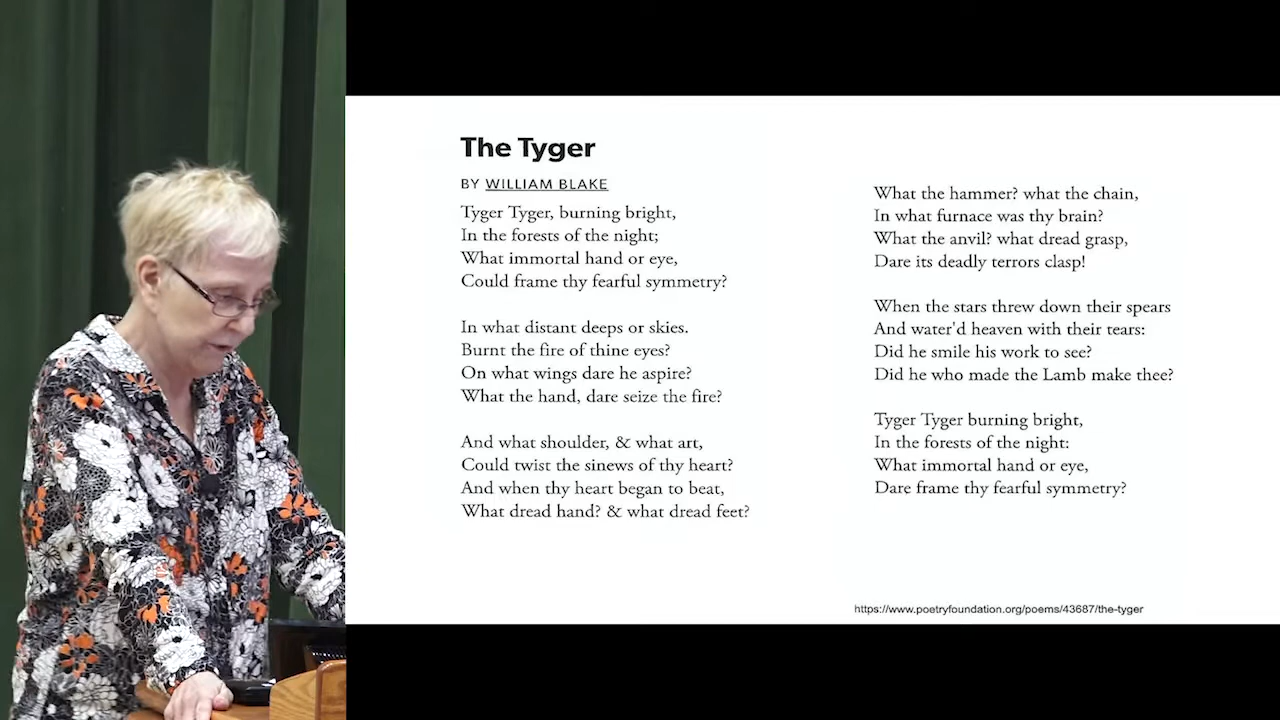 The Tyger
BY WILLIAM BLAKE
Tyger Tyger, burning bright,
In the forests of the night;
What immortal hand or eye,
Could frame thy fearful symmetry?
In what distant deeps or skies.
Burnt the fire of thine eyes?
On what wings dare he aspire?
What the hand, dare seize the fire?
And what shoulder, & what art,
Could twist the sinews of thy heart?
And when thy heart began to beat,
What dread hand? & what dread feet?
What the hammer? what the chain,
In what furnace was thy brain?
What the anvil? what dread grasp,
Dare its deadly terrors clasp!
When the stars threw down their spears
And water'd heaven with their tears:
Did he smile his work to see?
Did he who made the Lamb make thee?
Tyger Tyger burning bright,
In the forests of the night:
What immortal hand or eye,
Dare frame thy fearful symmetry?
https://www.poetryfoundation.org/poems/43687/the-tyger